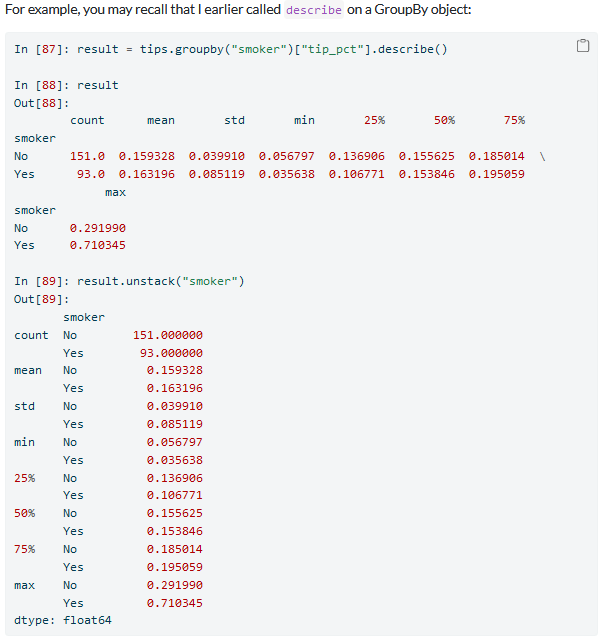 For example, you may recall that I earlier called describe on a GroupBy object:
In [87]: result = tips.groupby("smoker")["tip_pct"].describe()
In [88]: result
Out[88]:
        count      mean       std       min       25%       50%       75%
smoker
No      151.0  0.159328  0.039910  0.056797  0.136906  0.155625  0.185014  \
Yes      93.0  0.163196  0.085119  0.035638  0.106771  0.153846  0.195059
             max
smoker
No      0.291990
Yes     0.710345
In [89]: result.unstack("smoker")
Out[89]:
       smoker
count  No        151.000000
       Yes        93.000000
mean   No          0.159328
       Yes         0.163196
std    No          0.039910
       Yes         0.085119
min    No          0.056797
       Yes         0.035638
25%    No          0.136906
       Yes         0.106771
50%    No          0.155625
       Yes         0.153846
75%    No          0.185014
       Yes         0.195059
max    No          0.291990
       Yes         0.710345
dtype: float64